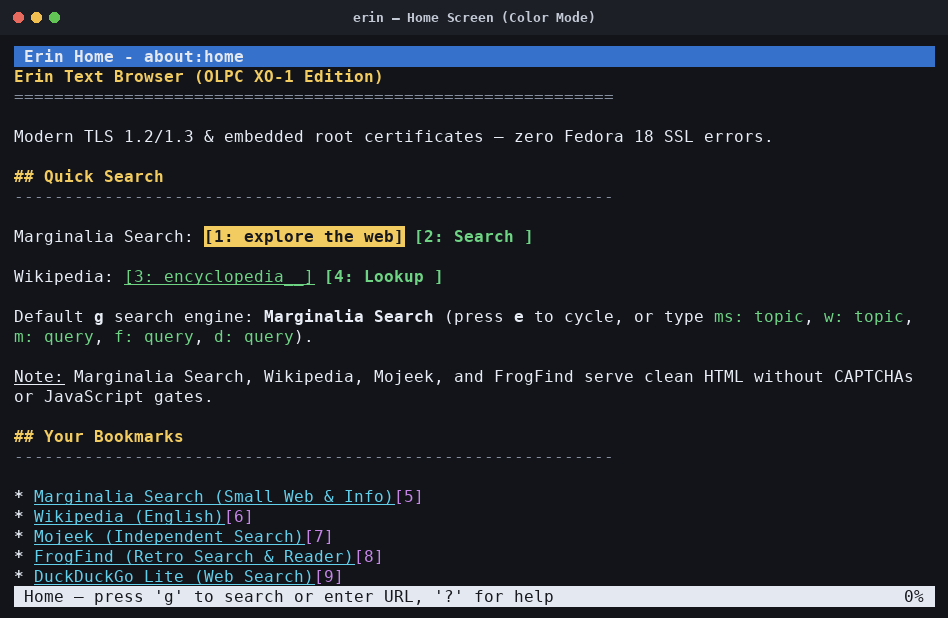 erin — Home Screen (Color Mode)
Erin Home - about:home
Erin Text Browser (OLPC XO-1 Edition)
============================================================
Modern TLS 1.2/1.3 & embedded root certificates — zero Fedora 18 SSL errors.
## Quick Search
------------------------------------------------------------
Marginalia Search: [1: explore the web] [2: Search ]
Wikipedia: [3: encyclopedia__] [4: Lookup ]
Default g search engine: Marginalia Search (press e to cycle, or type ms: topic, w: topic,
m: query, f: query, d: query).
Note: Marginalia Search, Wikipedia, Mojeek, and FrogFind serve clean HTML without CAPTCHAs
or JavaScript gates.
## Your Bookmarks
------------------------------------------------------------
* Marginalia Search (Small Web & Info)[5]
* Wikipedia (English)[6]
* Mojeek (Independent Search)[7]
* FrogFind (Retro Search & Reader)[8]
* DuckDuckGo Lite (Web Search)[9]
Home — press 'g' to search or enter URL, '?' for help 0%